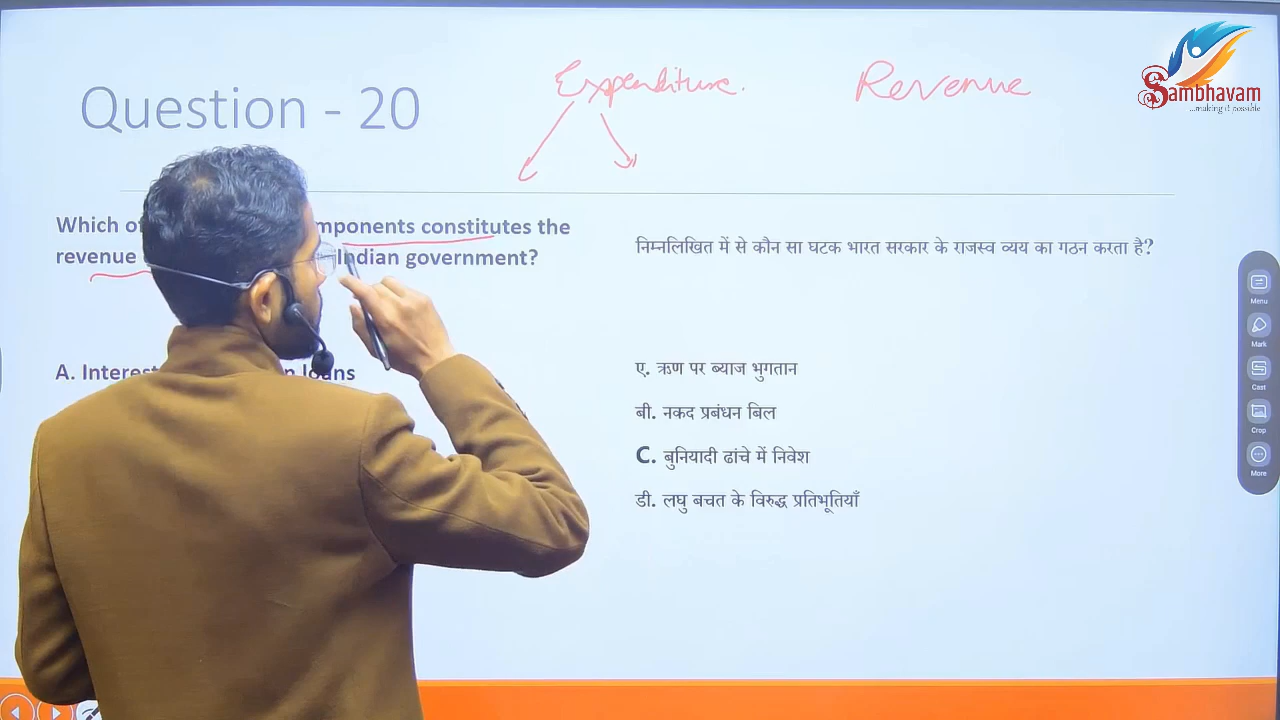 Expenditure. Revenue
Sambhavam
...making it possible
Question - 20
Which of mponents constitutes the
revenue Indian government?
निम्नलिखित में से कौन सा घटक भारत सरकार के राजस्व व्यय का गठन करता है?
A. Interest n loans
ए. ऋण पर ब्याज भुगतान
बी. नकद प्रबंधन बिल
C. बुनियादी ढांचे में निवेश
डी. लघु बचत के विरुद्ध प्रतिभूतियाँ
Menu
Mark
Cast
Crop
More